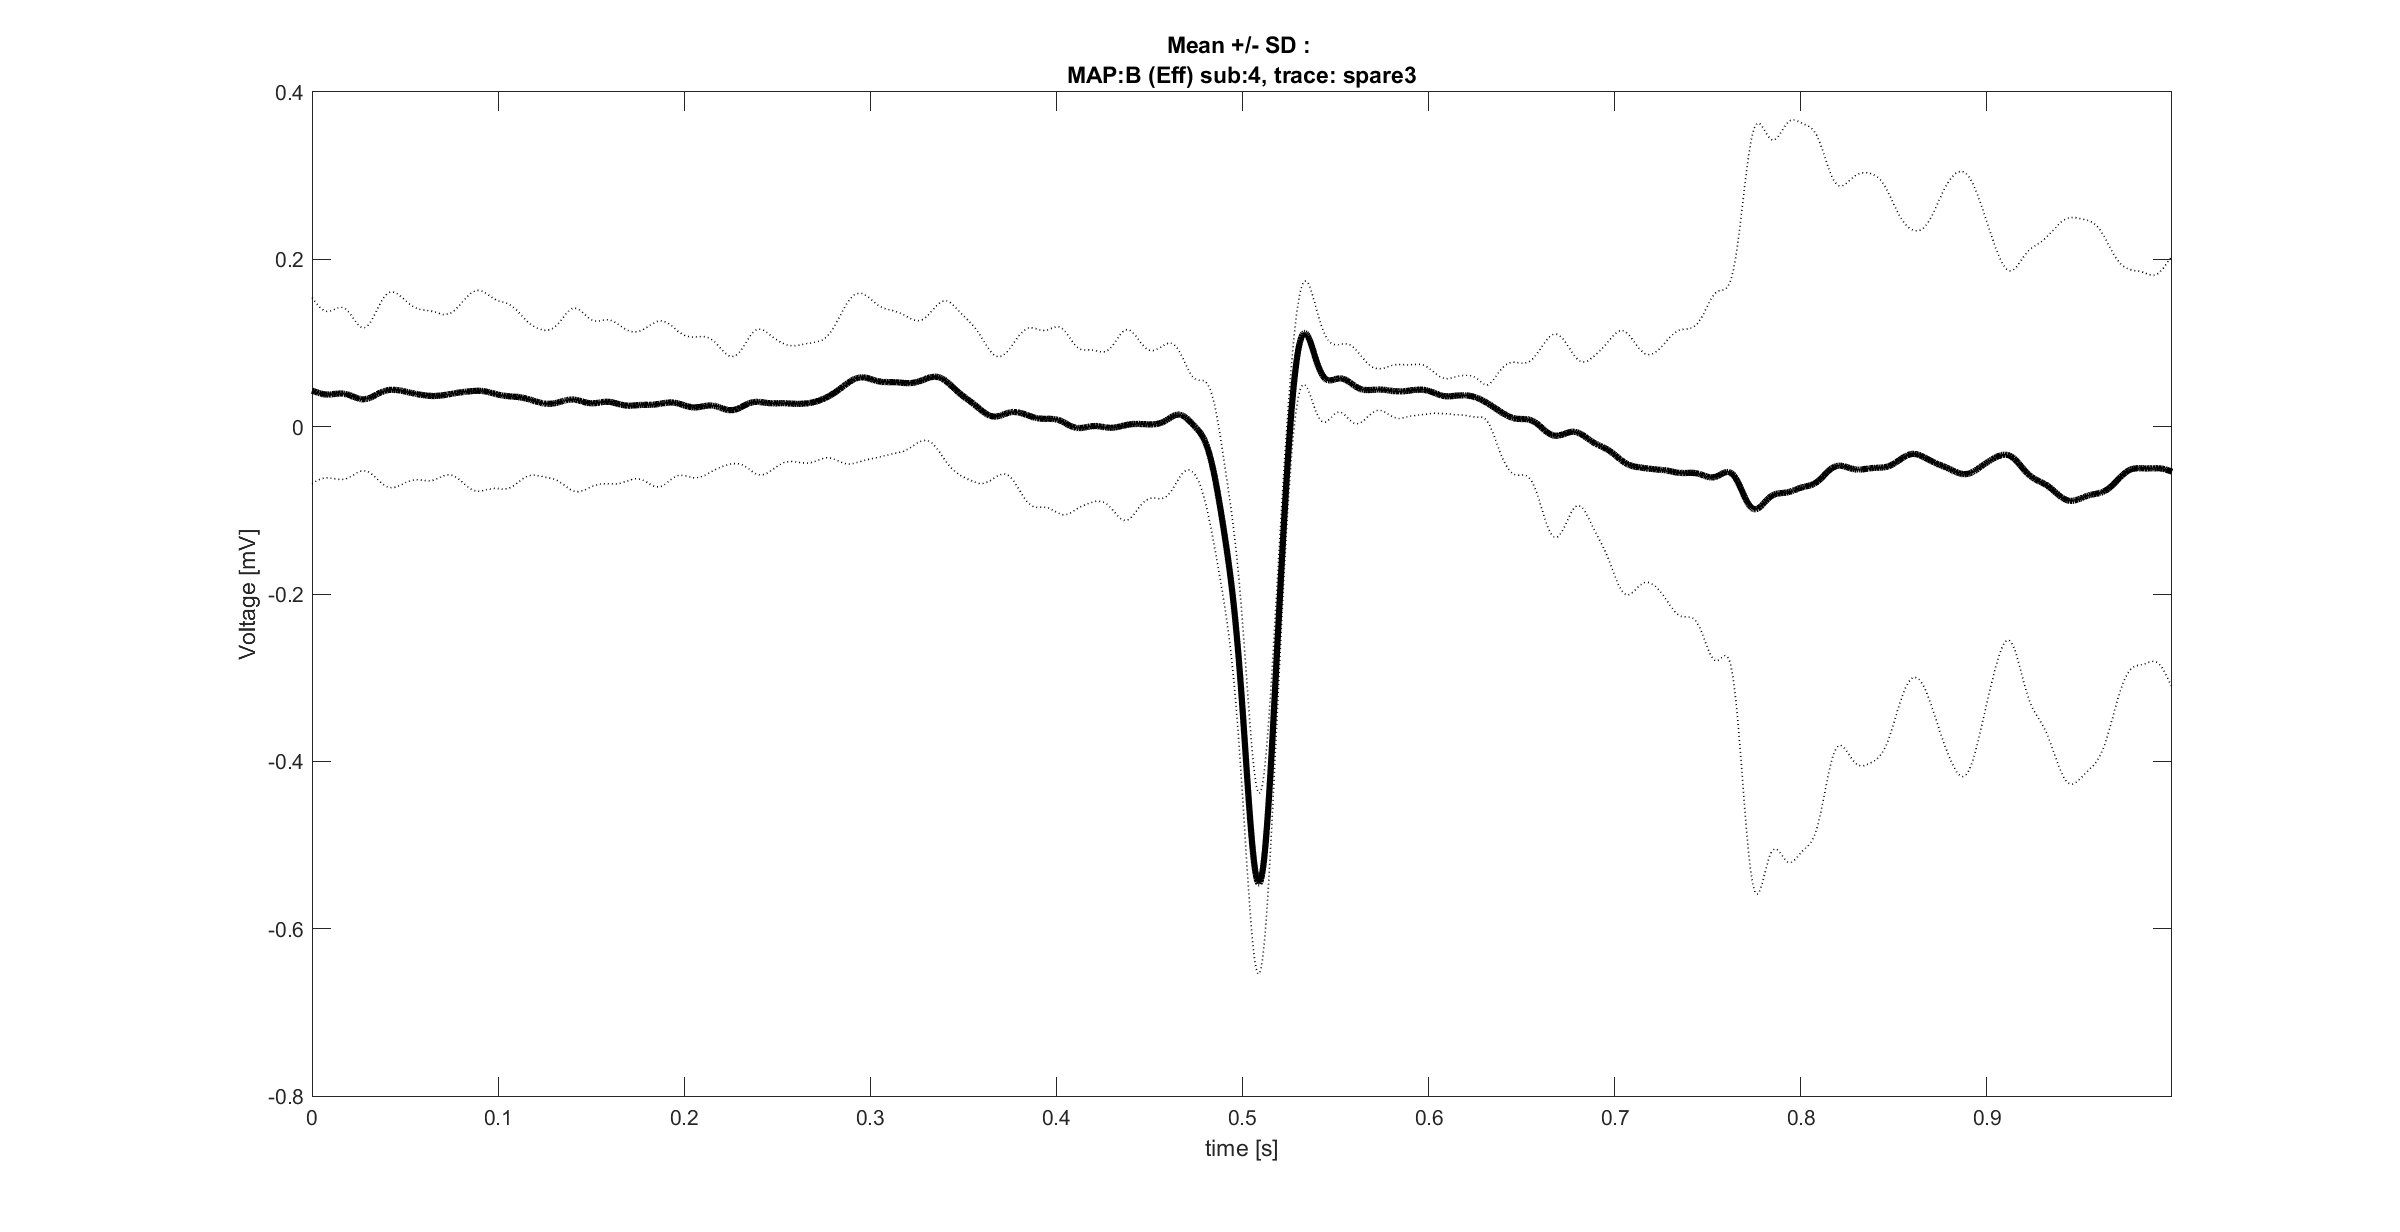 Mean +/- SD :
MAP:B (Eff) sub:4, trace: spare3
0.4
0.2
0
-0.2
-0.4
-0.6
-0.8
Voltage [mV]
0 0.1 0.2 0.3 0.4 0.5 0.6 0.7 0.8 0.9
time [s]